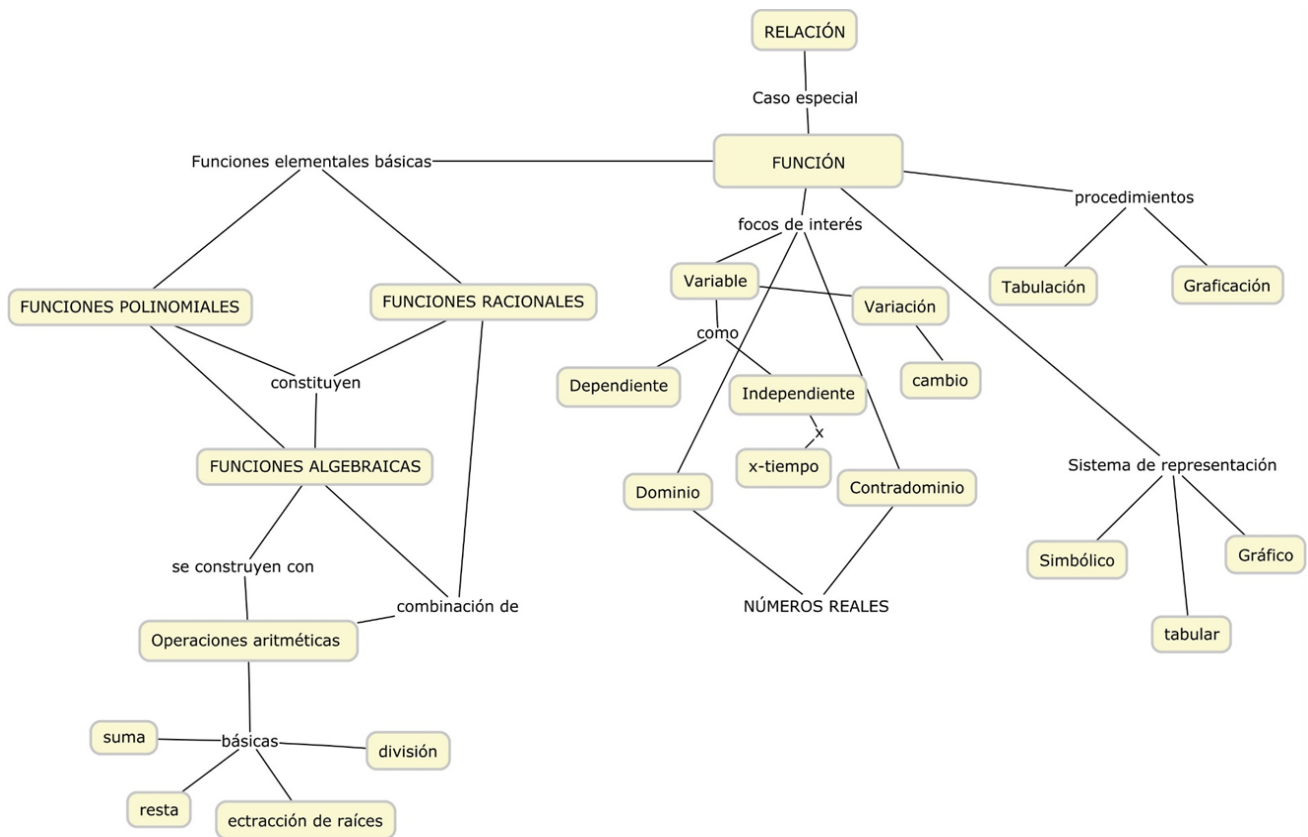 RELACIÓN
Caso especial
FUNCIÓN
Funciones elementales básicas
procedimientos
focos de interés
Variable
Tabulación
Graficación
FUNCIONES POLINOMIALES
FUNCIONES RACIONALES
Variación
como
constituyen
Dependiente
Independiente
cambio
x
FUNCIONES ALGEBRAICAS
x-tiempo
Sistema de representación
Dominio
Contradominio
Simbólico
Gráfico
se construyen con
combinación de
NÚMEROS REALES
Operaciones aritméticas
tabular
suma
básicas
división
resta
ectracción de raíces